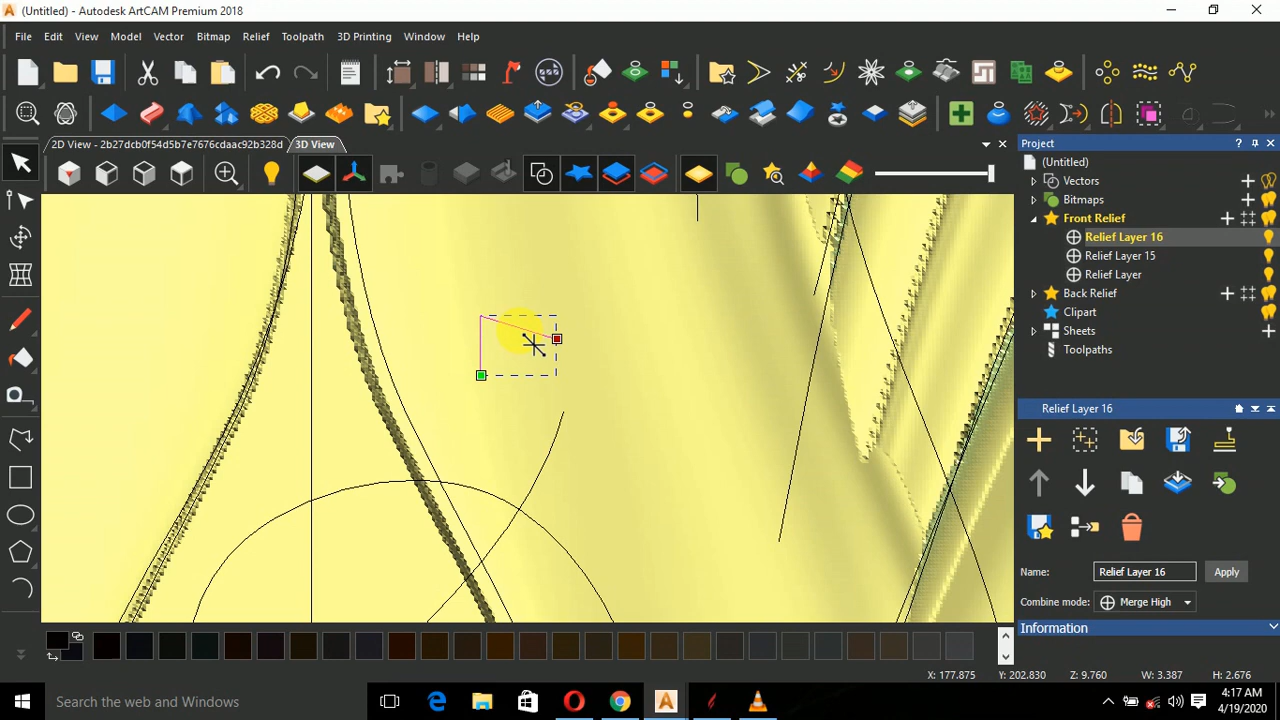 (Untitled) - Autodesk ArtCAM Premium 2018
File Edit View Model Vector Bitmap Relief Toolpath 3D Printing Window Help
2D View - 2b27dcb0f54d5b7e7676cdaac92b328d 3D View
Project
(Untitled)
Vectors
Bitmaps
Front Relief
Relief Layer 16
Relief Layer 15
Relief Layer
Back Relief
Clipart
Sheets
Toolpaths
Relief Layer 16
Name: Relief Layer 16 Apply
Combine mode: Merge High
Information
X: 177.875 Y: 202.830 Z: 9.760 W: 3.387 H: 2.676
Search the web and Windows
4:17 AM
4/19/2020